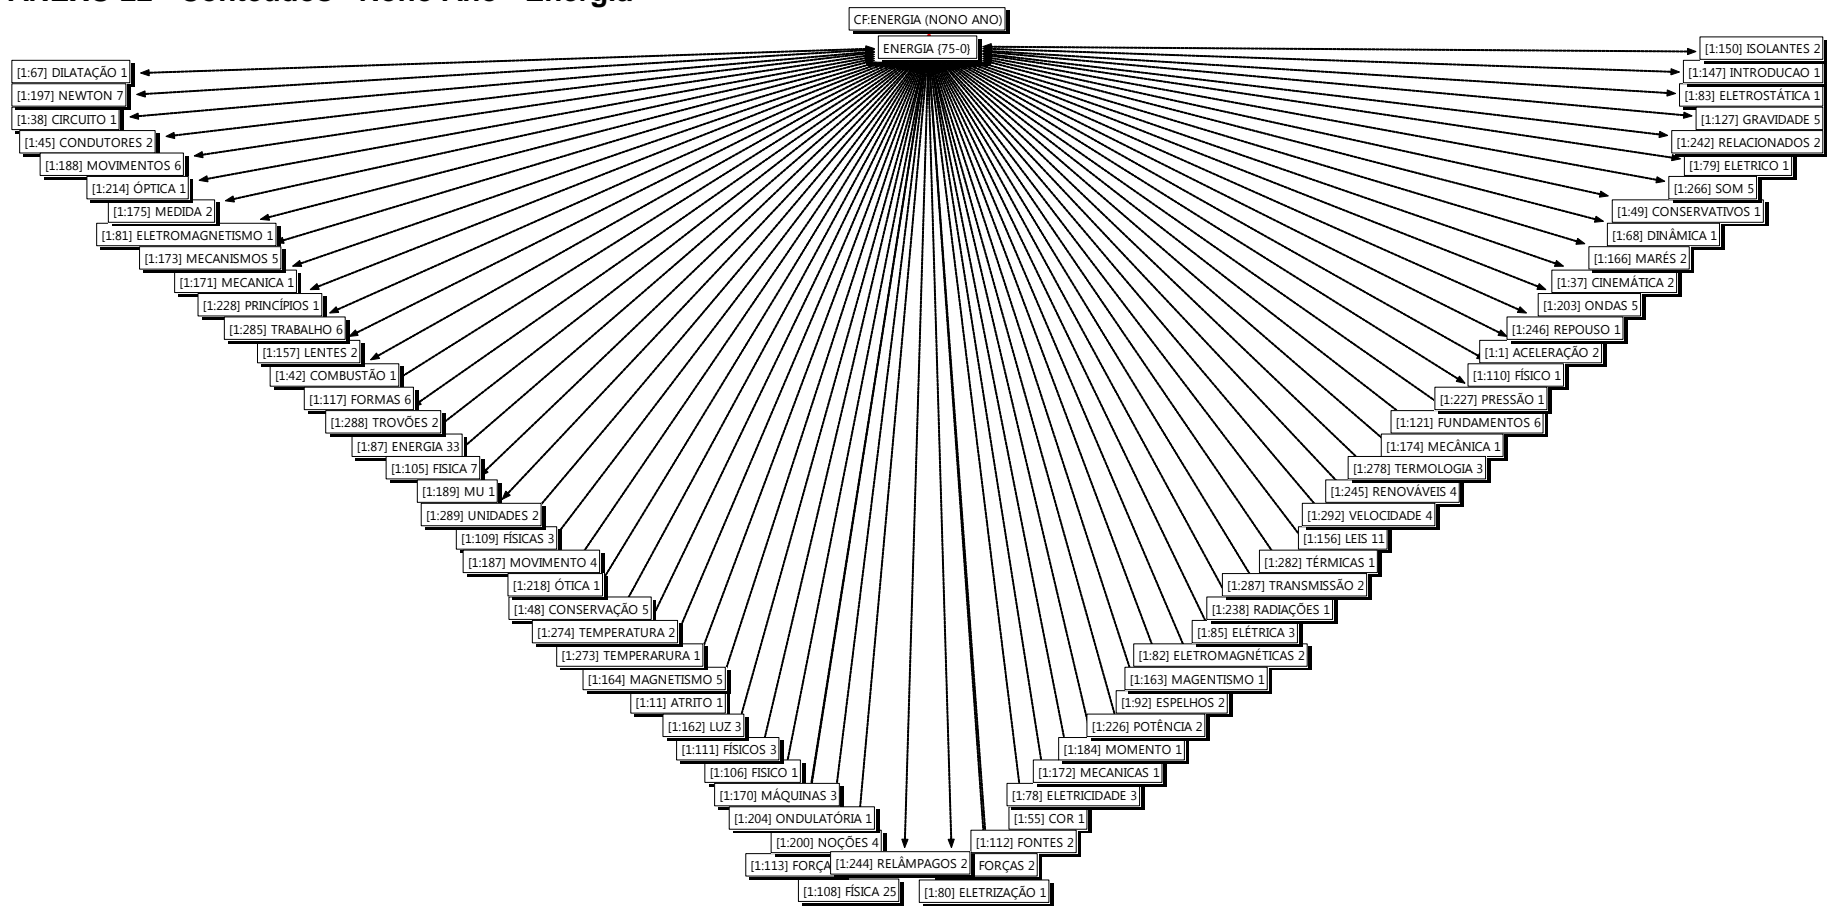 CF:ENERGIA (NONO ANO)
ENERGIA {75-0}
[1:67] DILATAÇÃO 1
[1:197] NEWTON 7
[1:38] CIRCUITO 1
[1:45] CONDUTORES 2
[1:188] MOVIMENTOS 6
[1:214] ÓPTICA 1
[1:175] MEDIDA 2
[1:81] ELETROMAGNETISMO 1
[1:173] MECANISMOS 5
[1:171] MECANICA 1
[1:228] PRINCÍPIOS 1
[1:285] TRABALHO 6
[1:157] LENTES 2
[1:42] COMBUSTÃO 1
[1:117] FORMAS 6
[1:288] TROVÕES 2
[1:87] ENERGIA 33
[1:105] FISICA 7
[1:189] MU 1
[1:289] UNIDADES 2
[1:109] FÍSICAS 3
[1:187] MOVIMENTO 4
[1:218] ÓTICA 1
[1:48] CONSERVAÇÃO 5
[1:274] TEMPERATURA 2
[1:273] TEMPERARURA 1
[1:164] MAGNETISMO 5
[1:11] ATRITO 1
[1:162] LUZ 3
[1:111] FÍSICOS 3
[1:106] FISICO 1
[1:170] MÁQUINAS 3
[1:204] ONDULATÓRIA 1
[1:200] NOÇÕES 4
[1:113] FORÇA
[1:244] RELÂMPAGOS 2
FORÇAS 2
[1:108] FÍSICA 25
[1:80] ELETRIZAÇÃO 1
[1:150] ISOLANTES 2
[1:147] INTRODUCAO 1
[1:83] ELETROSTÁTICA 1
[1:127] GRAVIDADE 5
[1:242] RELACIONADOS 2
[1:79] ELETRICO 1
[1:266] SOM 5
[1:49] CONSERVATIVOS 1
[1:68] DINÂMICA 1
[1:166] MARÉS 2
[1:37] CINEMÁTICA 2
[1:203] ONDAS 5
[1:246] REPOUSO 1
[1:1] ACELERAÇÃO 2
[1:110] FÍSICO 1
[1:227] PRESSÃO 1
[1:121] FUNDAMENTOS 6
[1:174] MECÂNICA 1
[1:278] TERMOLOGIA 3
[1:245] RENOVÁVEIS 4
[1:292] VELOCIDADE 4
[1:156] LEIS 11
[1:282] TÉRMICAS 1
[1:287] TRANSMISSÃO 2
[1:238] RADIAÇÕES 1
[1:85] ELÉTRICA 3
[1:82] ELETROMAGNÉTICAS 2
[1:163] MAGENTISMO 1
[1:92] ESPELHOS 2
[1:226] POTÊNCIA 2
[1:184] MOMENTO 1
[1:172] MECANICAS 1
[1:78] ELETRICIDADE 3
[1:55] COR 1
[1:112] FONTES 2